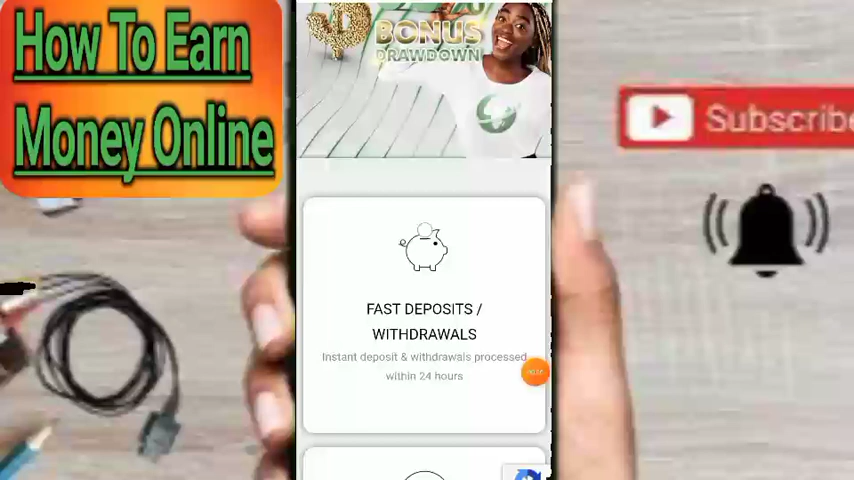 How To Earn
Money Online
BONUS
DRAWDOWN
Subscribe
FAST DEPOSITS /
WITHDRAWALS
Instant deposit & withdrawals processed
within 24 hours